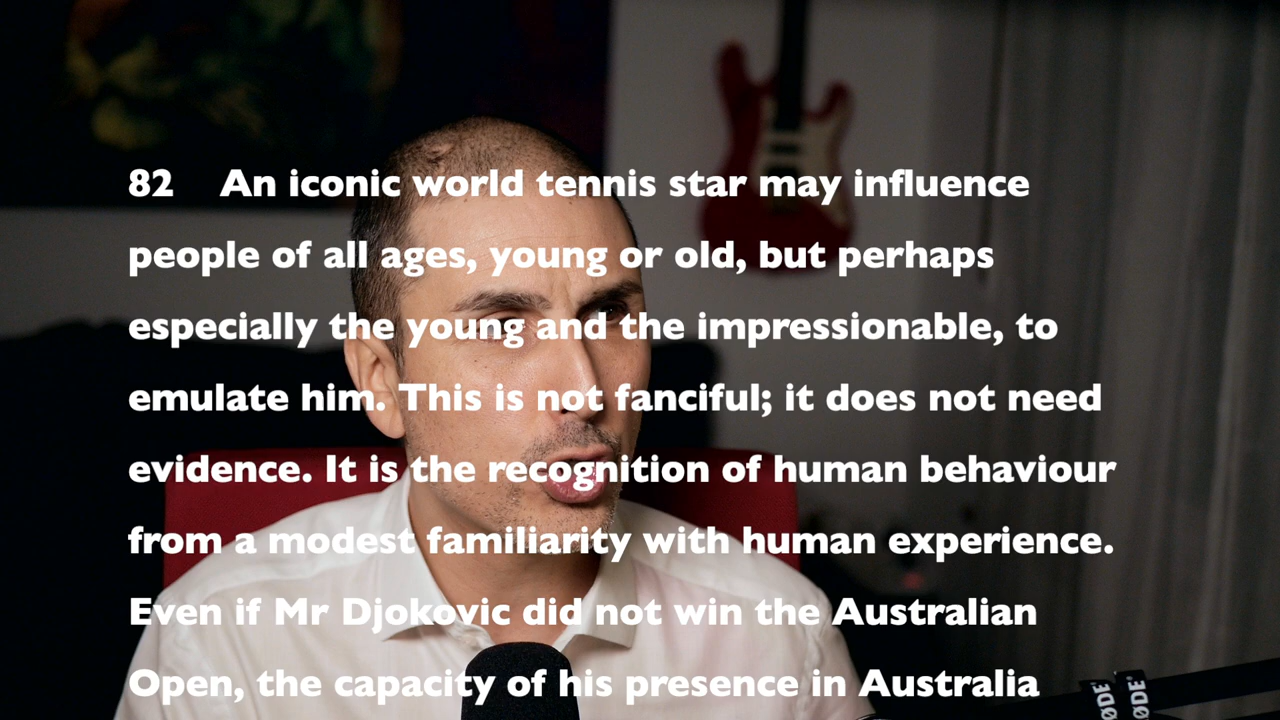 82 An iconic world tennis star may influence
people of all ages, young or old, but perhaps
especially the young and the impressionable, to
emulate him. This is not fanciful; it does not need
evidence. It is the recognition of human behaviour
from a modest familiarity with human experience.
Even if Mr Djokovic did not win the Australian
Open, the capacity of his presence in Australia
RØDE
RØDE